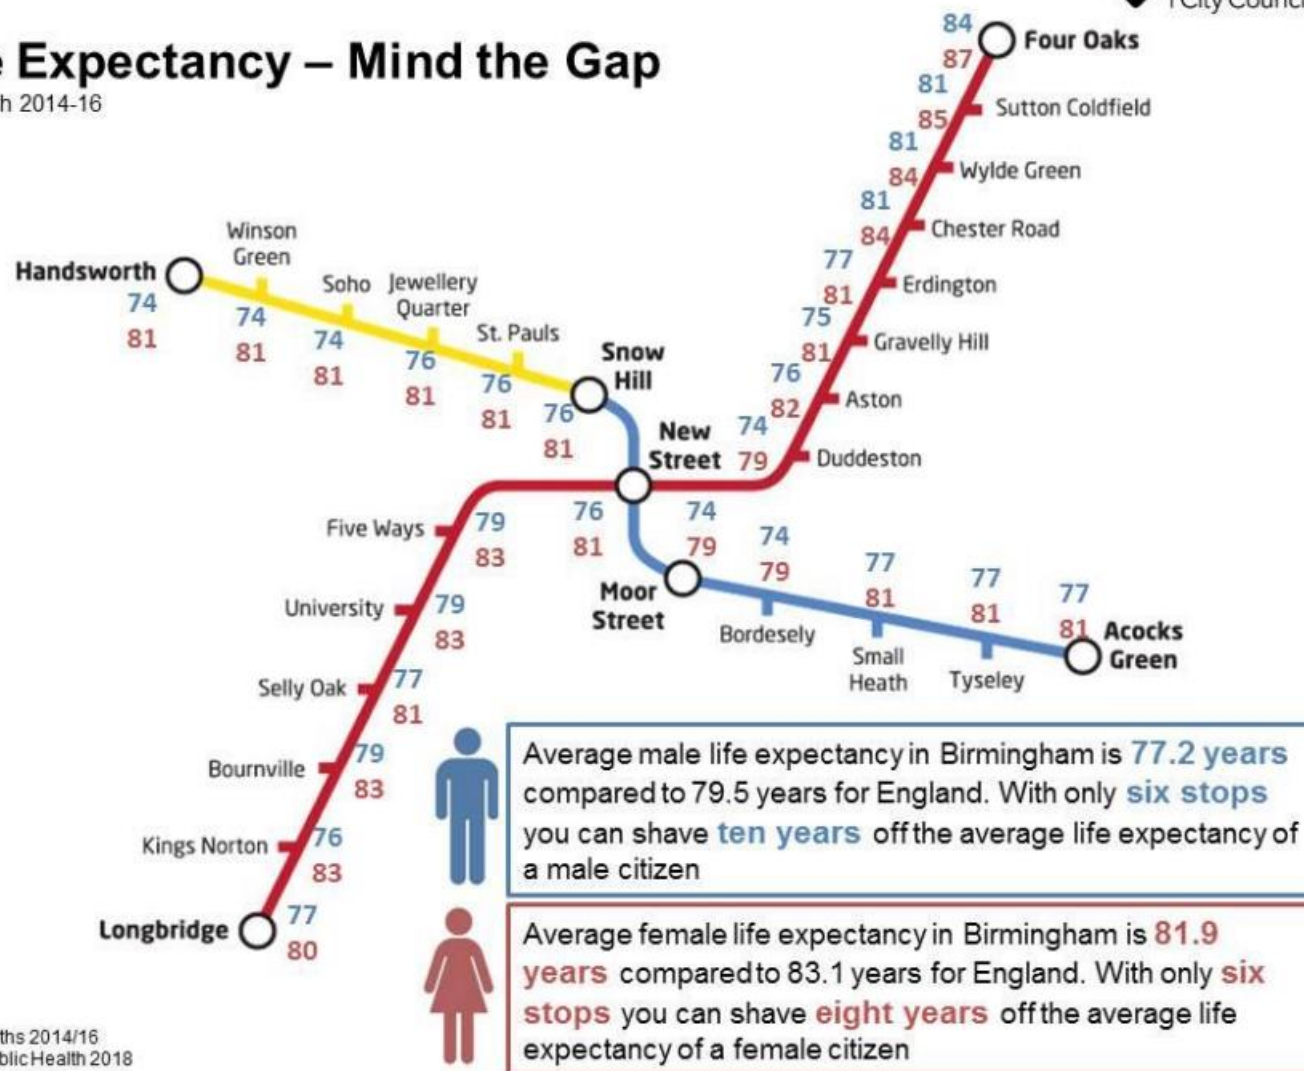 City Counci
Expectancy – Mind the Gap
h 2014-16
84
Four Oaks
87
81
Sutton Coldfield
85
81
Wylde Green
84
81
Chester Road
84
77
Erdington
81
75
Gravelly Hill
81
76
Aston
82
74
Duddeston
79
Handsworth
74
81
Winson
Green
74
81
Soho
74
81
Jewellery
Quarter
76
81
St. Pauls
76
81
Snow
Hill
76
81
New
Street
76
81
Five Ways
79
83
University
79
83
Selly Oak
77
81
Bournville
79
83
Kings Norton
76
83
Longbridge
77
80
Moor
Street
74
79
Bordesely
74
79
Small
Heath
77
81
Tyseley
77
81
Acocks
Green
77
81
Average male life expectancy in Birmingham is 77.2 years
compared to 79.5 years for England. With only six stops
you can shave ten years off the average life expectancy of
a male citizen
Average female life expectancy in Birmingham is 81.9
years compared to 83.1 years for England. With only six
stops you can shave eight years off the average life
expectancy of a female citizen
ths 2014/16
blic Health 2018